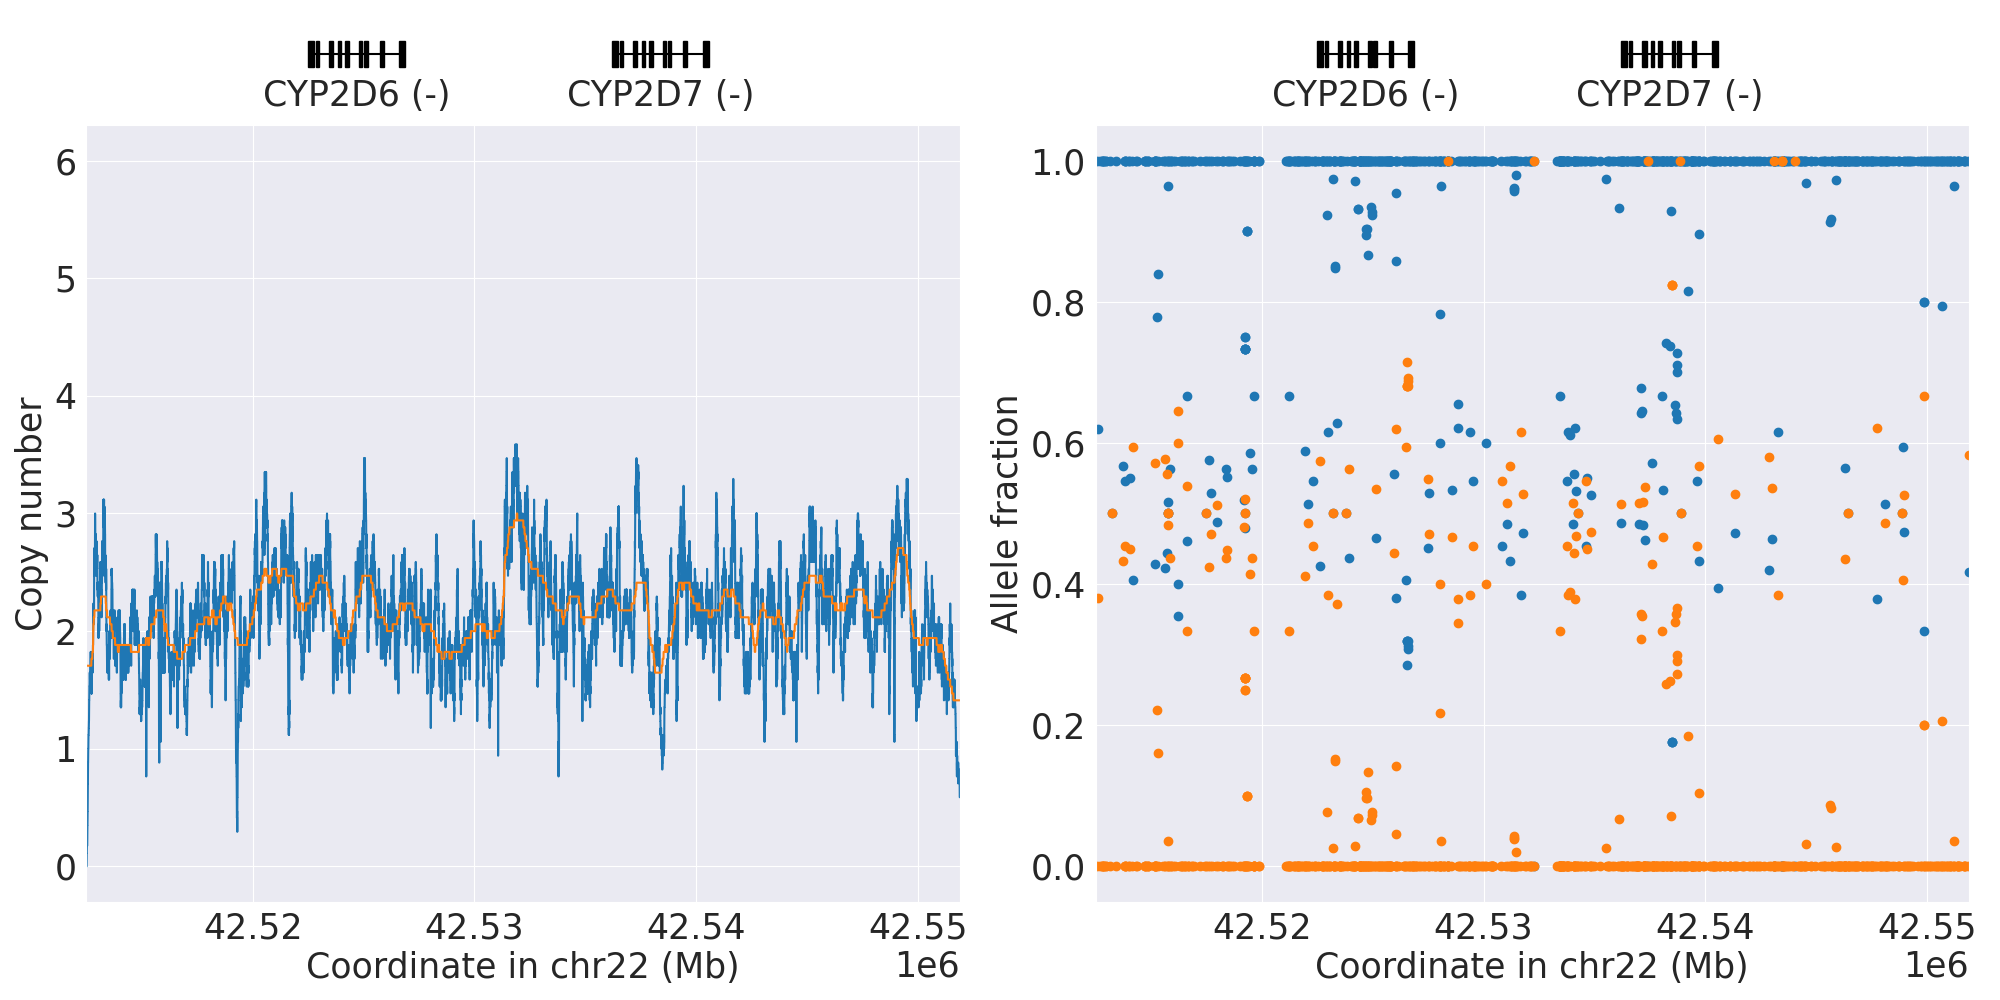 CYP2D6 (-) CYP2D7 (-)
6
5
4
3
2
1
0
Copy number
42.52 42.53 42.54 42.55
Coordinate in chr22 (Mb) 1e6
CYP2D6 (-) CYP2D7 (-)
1.0
0.8
0.6
0.4
0.2
0.0
Allele fraction
42.52 42.53 42.54 42.55
Coordinate in chr22 (Mb) 1e6